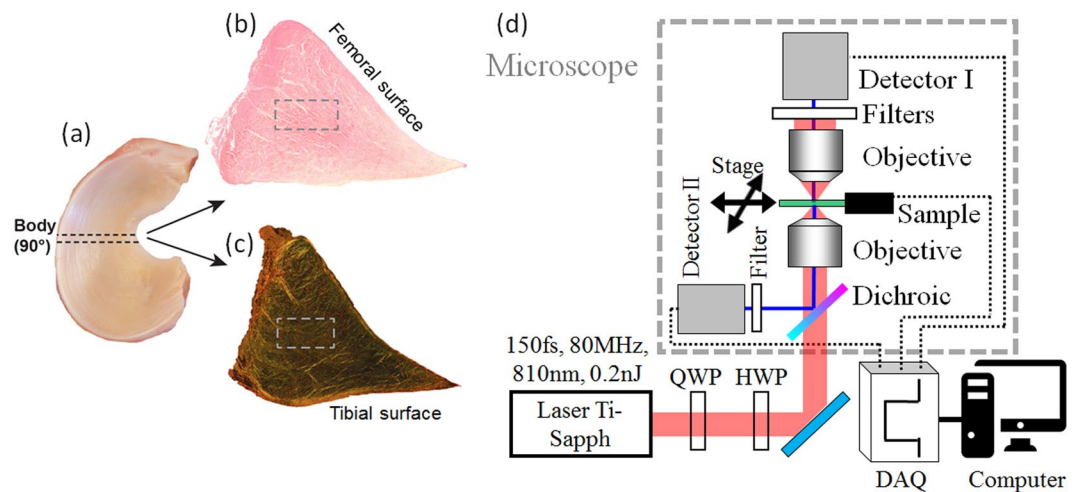 (a)
Body
(90°)
(b)
Femoral surface
(c)
Tibial surface
(d)
Microscope
Detector I
Filters
Objective
Stage
Sample
Objective
Detector II
Filter
Dichroic
150fs, 80MHz,
810nm, 0.2nJ
QWP
HWP
Laser Ti-
Sapph
DAQ
Computer